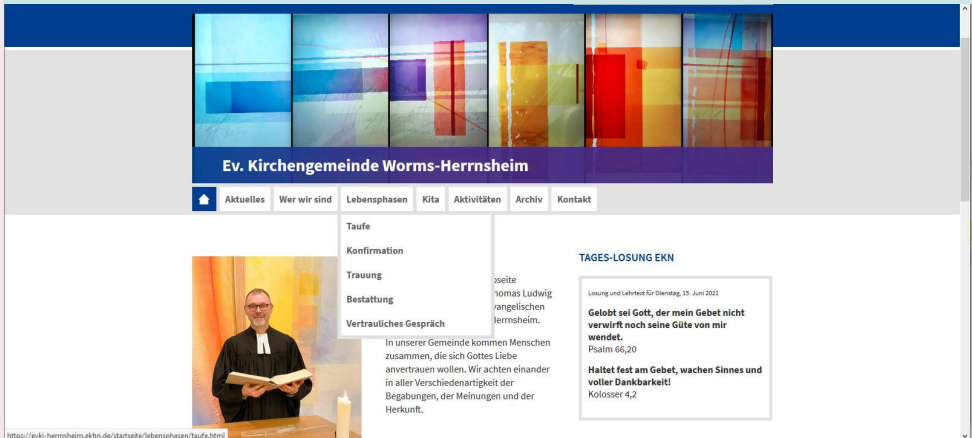 Ev. Kirchengemeinde Worms-Herrnsheim
Aktuelles Wer wir sind Lebensphasen Kita Aktivitäten Archiv Kontakt
Taufe
Konfirmation
Trauung
Bestattung
Vertrauliches Gespräch
homas Ludwig
vangelischen
Herrnsheim.
In unserer Gemeinde kommen Menschen
zusammen, die sich Gottes Liebe
anvertrauen wollen. Wir achten einander
in aller Verschiedenartigkeit der
Begabungen, der Meinungen und der
Herkunft.
TAGES-LOSUNG EKN
Losung und Lehrtext für Dienstag, 15. Juni 2021
Gelobt sei Gott, der mein Gebet nicht
verwirft noch seine Güte von mir
wendet.
Psalm 66,20
Haltet fest am Gebet, wachen Sinnes und
voller Dankbarkeit!
Kolosser 4,2
https://evki-herrnsheim.ekhn.de/startseite/lebensphasen/taufe.html